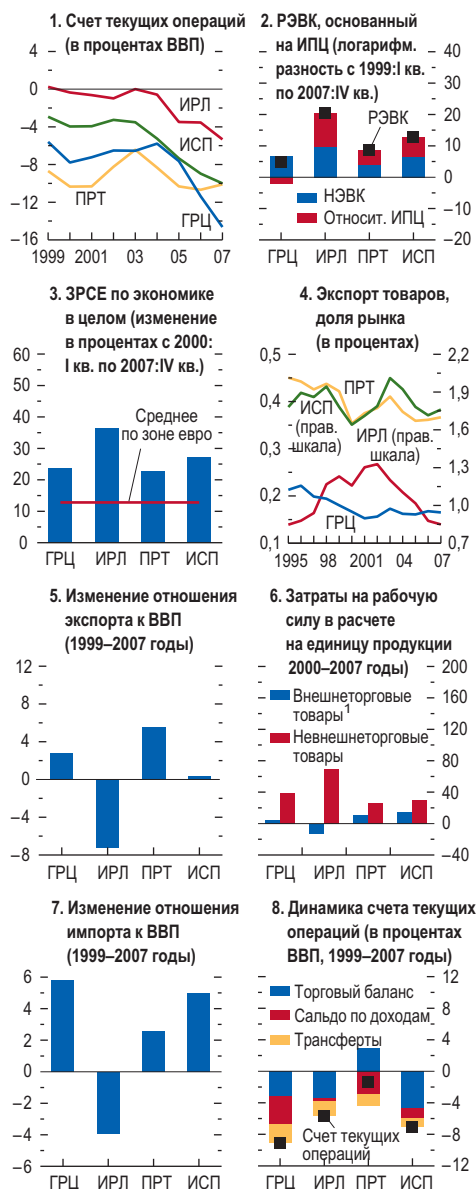 1. Счет текущих операций
(в процентах ВВП)
4
0
–4
–8
–12
–16
ИРЛ
ИСП
ПРТ
ГРЦ
1999 2001 03 05 07
2. РЭВК, основанный
на ИПЦ (логарифм.
разность с 1999:I кв.
по 2007:IV кв.)
40
30
20
10
0
–10
–20
РЭВК
НЭВК
Относит. ИПЦ
ГРЦ ИРЛ ПРТ ИСП
3. ЗРСЕ по экономике
в целом (изменение
в процентах с 2000:
I кв. по 2007:IV кв.)
60
50
40
30
20
10
0
Среднее
по зоне евро
ГРЦ ИРЛ ПРТ ИСП
4. Экспорт товаров,
доля рынка
(в процентах)
0,5
0,4
0,3
0,2
0,1
2,2
1,9
1,6
1,3
1,0
0,7
ПРТ
ИСП
(прав.
шкала)
ИРЛ (прав.
шкала)
ГРЦ
1995 98 2001 04 07
5. Изменение отношения
экспорта к ВВП
(1999–2007 годы)
12
8
4
0
–4
–8
ГРЦ ИРЛ ПРТ ИСП
6. Затраты на рабочую
силу в расчете
на единицу продукции
2000–2007 годы)
200
160
120
80
40
0
–40
Внешнеторговые
товары1
Невнешнеторговые
товары
ГРЦ ИРЛ ПРТ ИСП
7. Изменение отношения
импорта к ВВП
(1999–2007 годы)
6
4
2
0
–2
–4
–6
ГРЦ ИРЛ ПРТ ИСП
8. Динамика счета текущих
операций (в процентах
ВВП, 1999–2007 годы)
12
8
4
0
–4
–8
–12
Торговый баланс
Сальдо по доходам
Трансферты
Счет текущих
операций
ГРЦ ИРЛ ПРТ ИСП